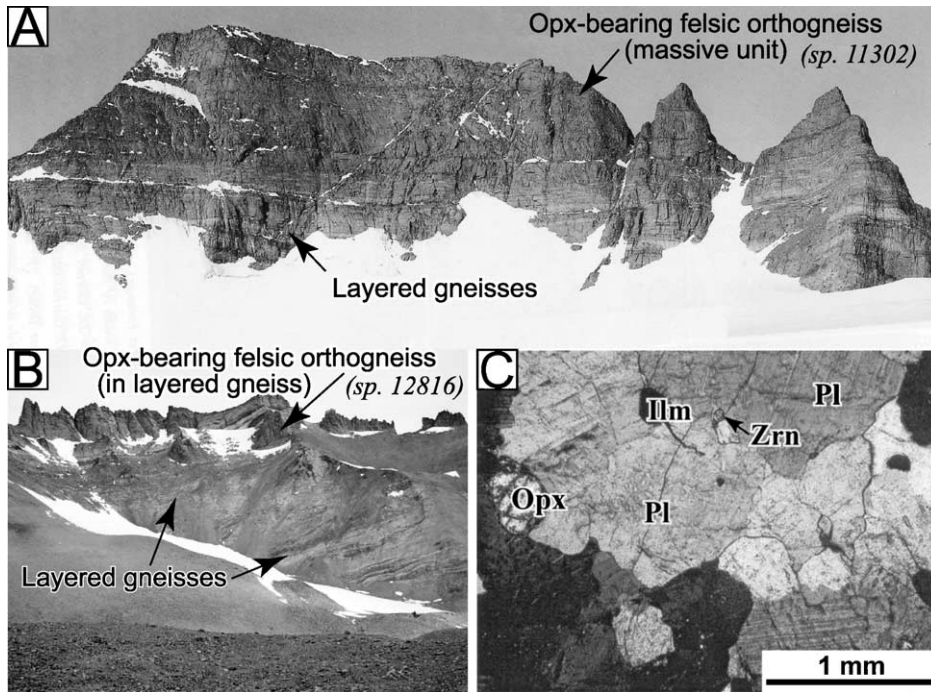 A
Opx-bearing felsic orthogneiss
(massive unit) (sp. 11302)
Layered gneisses
B
Opx-bearing felsic orthogneiss
(in layered gneiss) (sp. 12816)
Layered gneisses
C
Ilm
Pl
Zrn
Opx
Pl
1 mm